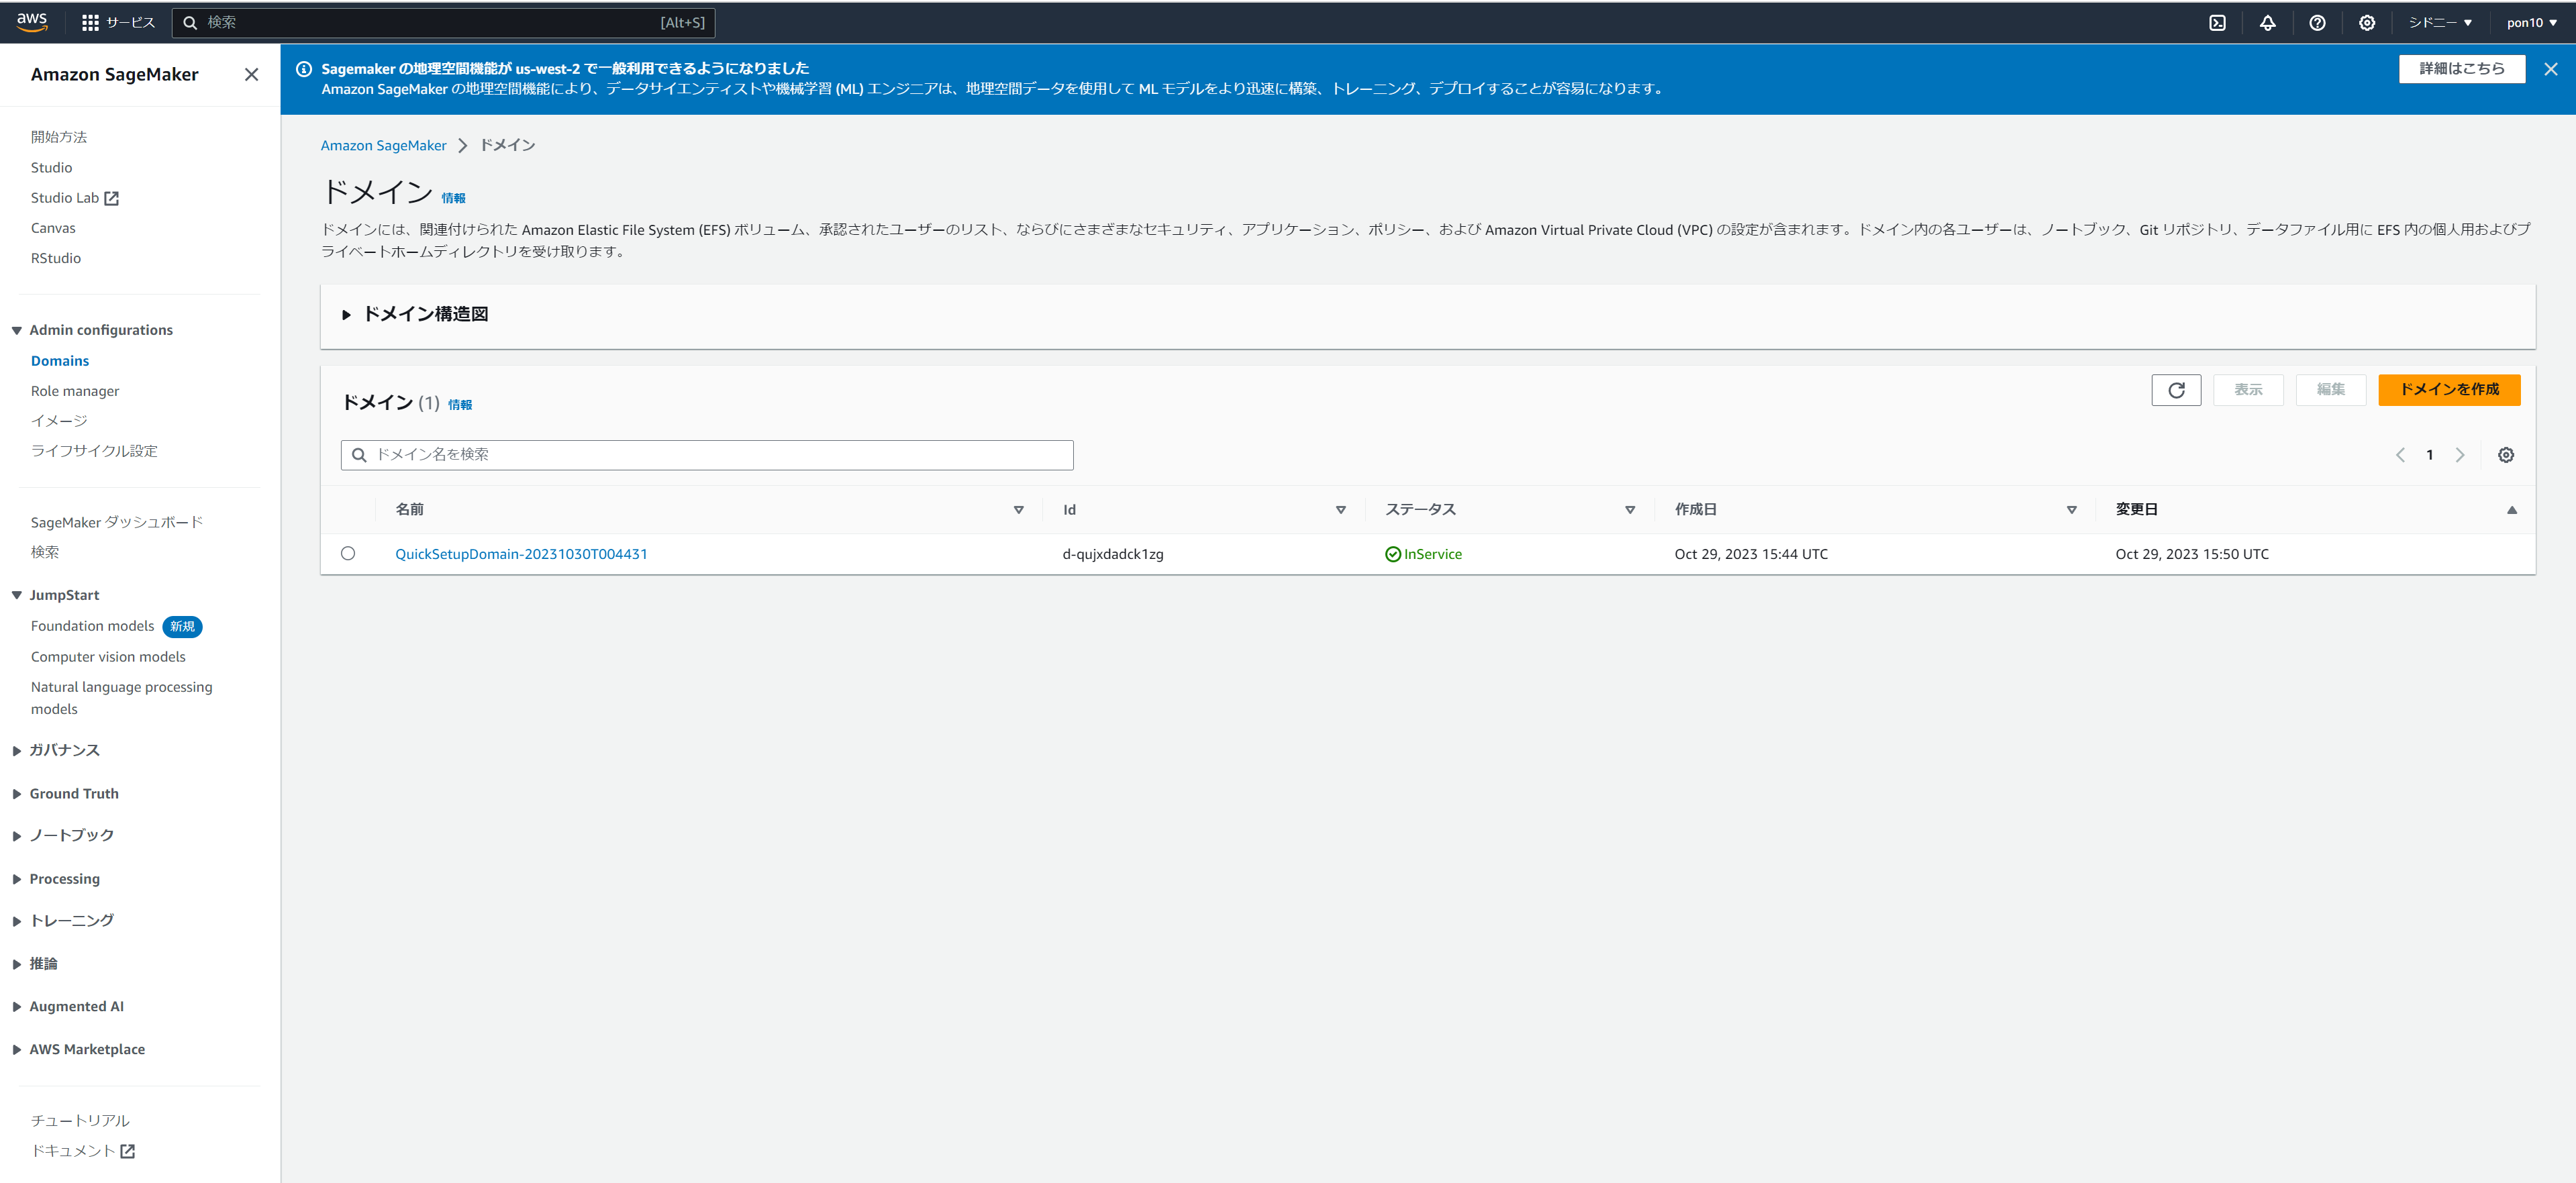 aws
サービス
検索
[Alt+S]
シドニー
pon10
Amazon SageMaker
開始方法
Studio
Studio Lab
Canvas
RStudio
Admin configurations
Domains
Role manager
イメージ
ライフサイクル設定
SageMaker ダッシュボード
検索
JumpStart
Foundation models 新規
Computer vision models
Natural language processing
models
ガバナンス
Ground Truth
ノートブック
Processing
トレーニング
推論
Augmented AI
AWS Marketplace
チュートリアル
ドキュメント
Sagemaker の地理空間機能が us-west-2 で一般利用できるようになりました
Amazon SageMaker の地理空間機能により、データサイエンティストや機械学習 (ML) エンジニアは、地理空間データを使用して ML モデルをより迅速に構築、トレーニング、デプロイすることが容易になります。
詳細はこちら
Amazon SageMaker
ドメイン
ドメイン 情報
ドメインには、関連付けられた Amazon Elastic File System (EFS) ボリューム、承認されたユーザーのリスト、ならびにさまざまなセキュリティ、アプリケーション、ポリシー、および Amazon Virtual Private Cloud (VPC) の設定が含まれます。ドメイン内の各ユーザーは、ノートブック、Git リポジトリ、データファイル用に EFS 内の個人用およびプ
ライベートホームディレクトリを受け取ります。
ドメイン構造図
ドメイン (1) 情報
表示
編集
ドメインを作成
ドメイン名を検索
1
名前
Id
ステータス
作成日
変更日
QuickSetupDomain-20231030T004431
d-qujxdadck1zg
InService
Oct 29, 2023 15:44 UTC
Oct 29, 2023 15:50 UTC